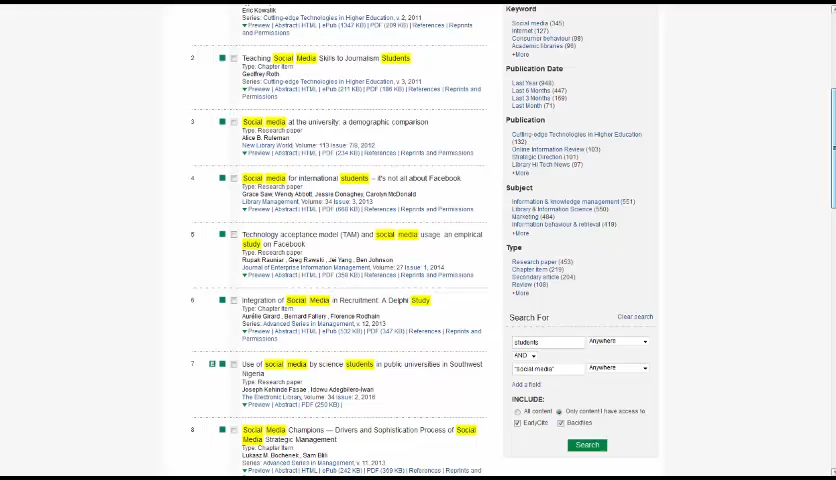 Eric Kowalik
Series: Cutting-edge Technologies in Higher Education, v.2, 2011
Preview | Abstract | HTML | ePub (1347 KB) | PDF (209 KB) | References | Reprints
and Permissions
2
Teaching Social Media Skills to Journalism Students
Type: Chapter Item
Geoffrey Roth
Series: Cutting-edge Technologies in Higher Education, v.3, 2011
Preview | Abstract | HTML | ePub (211 KB) | PDF (186 KB) | References | Reprints and
Permissions
3
Social media at the university: a demographic comparison
Type: Research paper
Alice B. Ruleman
New Library World, Volume: 113 Issue: 7/8, 2012
Preview | Abstract | HTML | PDF (234 KB) | References | Reprints and Permissions
4
Social media for international students – it's not all about Facebook
Type: Research paper
Grace Saw, Wendy Abbott, Jessie Donaghey, Carolyn McDonald
Library Management, Volume: 34 Issue: 3, 2013
Preview | Abstract | HTML | PDF (668 KB) | References | Reprints and Permissions
5
Technology acceptance model (TAM) and social media usage: an empirical
study on Facebook
Type: Research paper
Rupak Rauniar, Greg Rawski, Jei Yang, Ben Johnson
Journal of Enterprise Information Management, Volume: 27 Issue: 1, 2014
Preview | Abstract | HTML | PDF (358 KB) | References | Reprints and Permissions
6
Integration of Social Media in Recruitment: A Delphi Study
Type: Chapter Item
Aurélie Girard, Bernard Fallery, Florence Rodhain
Series: Advanced Series in Management, v.12, 2013
Preview | Abstract | HTML | ePub (532 KB) | PDF (347 KB) | References | Reprints and
Permissions
7
E
Use of social media by science students in public universities in Southwest
Nigeria
Type: Research paper
Joseph Kehinde Fasae, Idowu Adegbilero-Iwari
The Electronic Library, Volume: 34 Issue: 2, 2016
Preview | Abstract | PDF (259 KB) |
8
Social Media Champions — Drivers and Sophistication Process of Social
Media Strategic Management
Type: Chapter Item
Lukasz M. Bochenek, Sam Blili
Series: Advanced Series in Management, v.11, 2013
Preview | Abstract | HTML | ePub (242 KB) | PDF (359 KB) | References | Reprints and
Keyword
Social media (345)
Internet (127)
Consumer behaviour (98)
Academic libraries (96)
+More
Publication Date
Last Year (948)
Last 6 Months (447)
Last 3 Months (169)
Last Month (71)
Publication
Cutting-edge Technologies in Higher Education
(132)
Online Information Review (103)
Strategic Direction (101)
Library Hi Tech News (97)
+More
Subject
Information & knowledge management (551)
Library & Information Science (550)
Marketing (484)
Information behaviour & retrieval (419)
+More
Type
Research paper (453)
Chapter Item (219)
Secondary article (204)
Review (108)
+More
Search For
Clear search
students
Anywhere
AND
"social media"
Anywhere
Add a field
INCLUDE:
All content
Only content I have access to
EarlyCite
Backfiles
Search